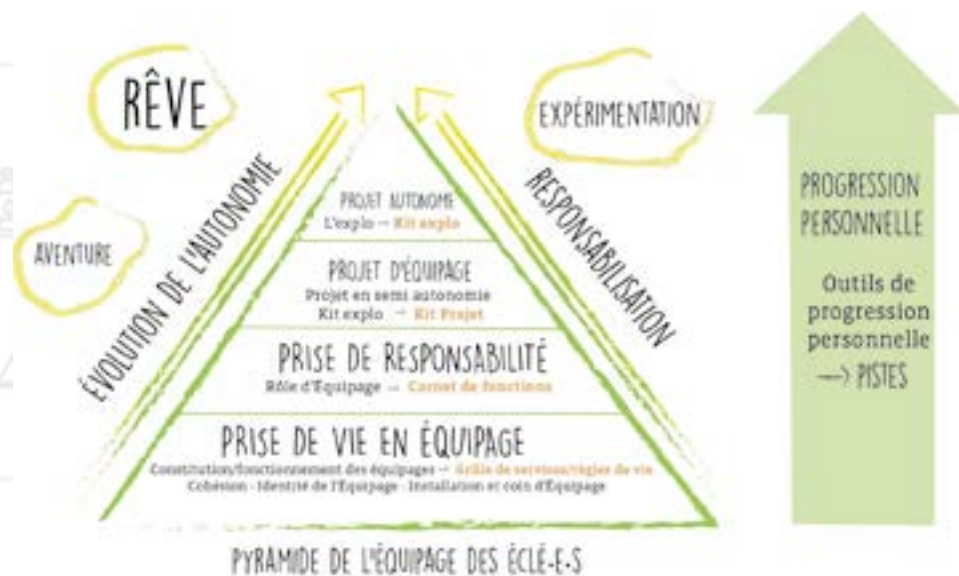 RÊVE
EXPÉRIMENTATION
AVENTURE
ÉVOLUTION DE L'AUTONOMIE
RESPONSABILISATION
PROJET AUTONOME
L'explo → Kit explo
PROJET D'ÉQUIPAGE
Projet en semi autonomie
Kit explo → Kit Projet
PRISE DE RESPONSABILITÉ
Rôle d'Equipage → Carnet de fonctions
PRISE DE VIE EN ÉQUIPAGE
Constitution/fonctionnement des équipages → Grille de services/règles de vie
Cohésion - Identité de l'Équipage - Installation et coin d'Équipage
PYRAMIDE DE L'ÉQUIPAGE DES ÉCLÉ-E-S
PROGRESSION
PERSONNELLE
Outils de
progression
personnelle
→ PISTES